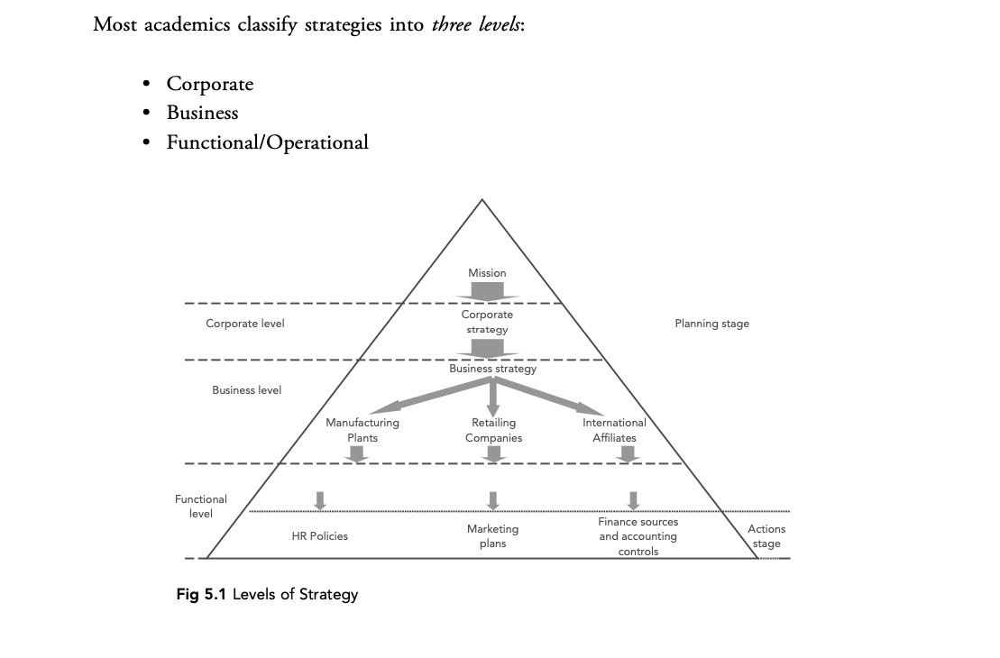 Most academics classify strategies into three levels:
• Corporate
• Business
• Functional/Operational
Mission
Corporate level
Corporate
strategy
Planning stage
Business strategy
Business level
Manufacturing
Plants
Retailing
Companies
International
Affiliates
Functional
level
HR Policies
Marketing
plans
Finance sources
and accounting
controls
Actions
stage
Fig 5.1 Levels of Strategy